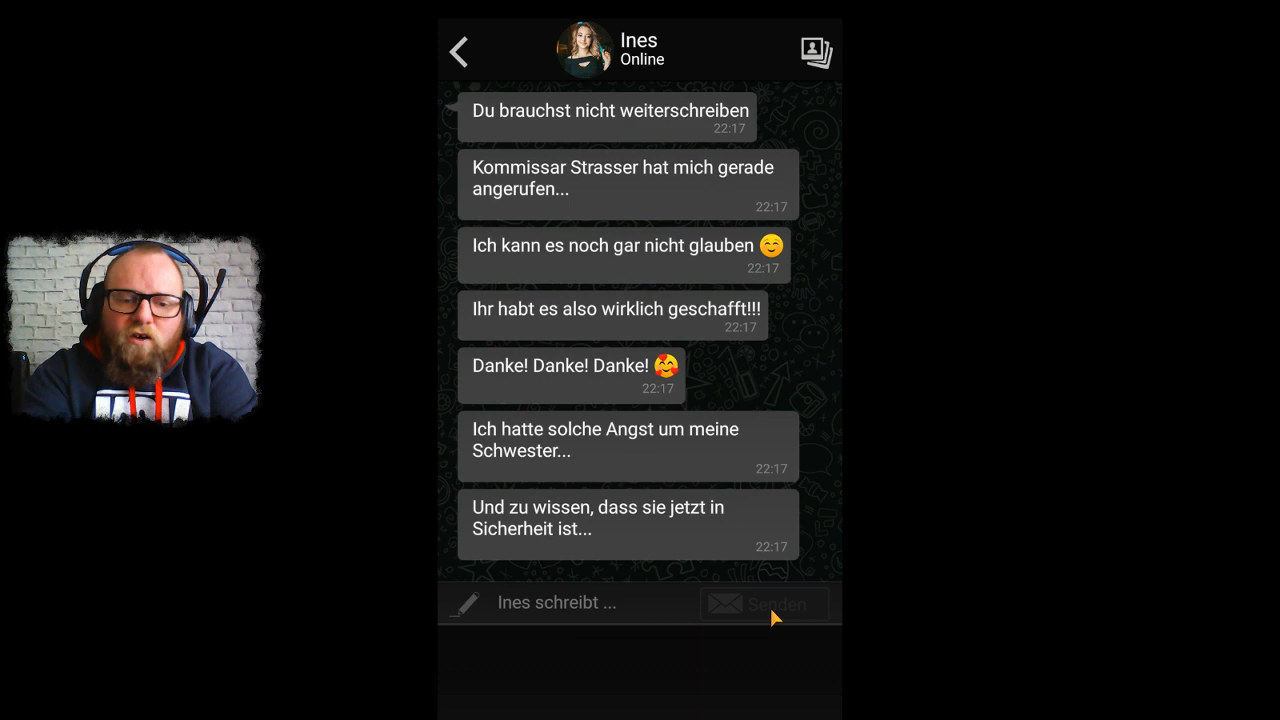 Ines
Online
Du brauchst nicht weiterschreiben
22:17
Kommissar Strasser hat mich gerade
angerufen...
22:17
Ich kann es noch gar nicht glauben 😊
22:17
Ihr habt es also wirklich geschafft!!!
22:17
Danke! Danke! Danke! 🥰
22:17
Ich hatte solche Angst um meine
Schwester...
22:17
Und zu wissen, dass sie jetzt in
Sicherheit ist...
22:17
Ines schreibt ...
Senden